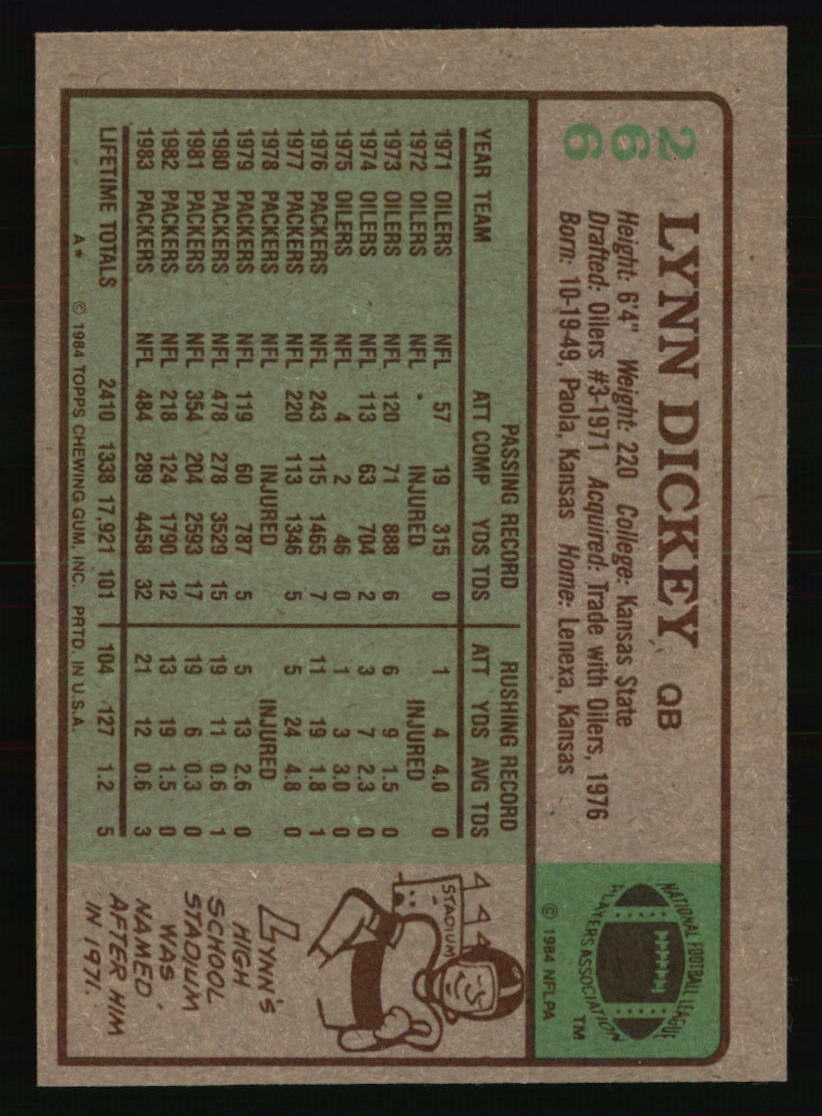 266
LYNN DICKEY QB
Height: 6'4" Weight: 220 College: Kansas State
Drafted: Oilers #3-1971 Acquired: Trade with Oilers, 1976
Born: 10-19-49, Paola, Kansas Home: Lenexa, Kansas
NATIONAL FOOTBALL LEAGUE
PLAYERS ASSOCIATION
TM
© 1984 NFLPA
PASSING RECORD RUSHING RECORD
YEAR TEAM ATT COMP YDS TDS ATT YDS AVG TDS
1971 OILERS NFL 57 19 315 0 1 4 4.0 0
1972 OILERS NFL INJURED INJURED
1973 OILERS NFL 120 71 888 6 6 9 1.5 0
1974 OILERS NFL 113 63 704 2 3 7 2.3 0
1975 OILERS NFL 4 2 46 0 1 3 3.0 0
1976 PACKERS NFL 243 115 1465 7 11 19 1.8 1
1977 PACKERS NFL 220 113 1346 5 5 24 4.8 0
1978 PACKERS NFL INJURED INJURED
1979 PACKERS NFL 119 60 787 5 5 13 2.6 0
1980 PACKERS NFL 478 278 3529 15 19 11 0.6 1
1981 PACKERS NFL 354 204 2593 17 19 6 0.3 0
1982 PACKERS NFL 218 124 1790 12 13 19 1.5 0
1983 PACKERS NFL 484 289 4458 32 21 12 0.6 3
LIFETIME TOTALS 2410 1338 17,921 101 104 127 1.2 5
A* © 1984 TOPPS CHEWING GUM, INC. PRTD. IN U.S.A.
STADIUM
LYNN'S
HIGH
SCHOOL
STADIUM
WAS
NAMED
AFTER HIM
IN 1971.